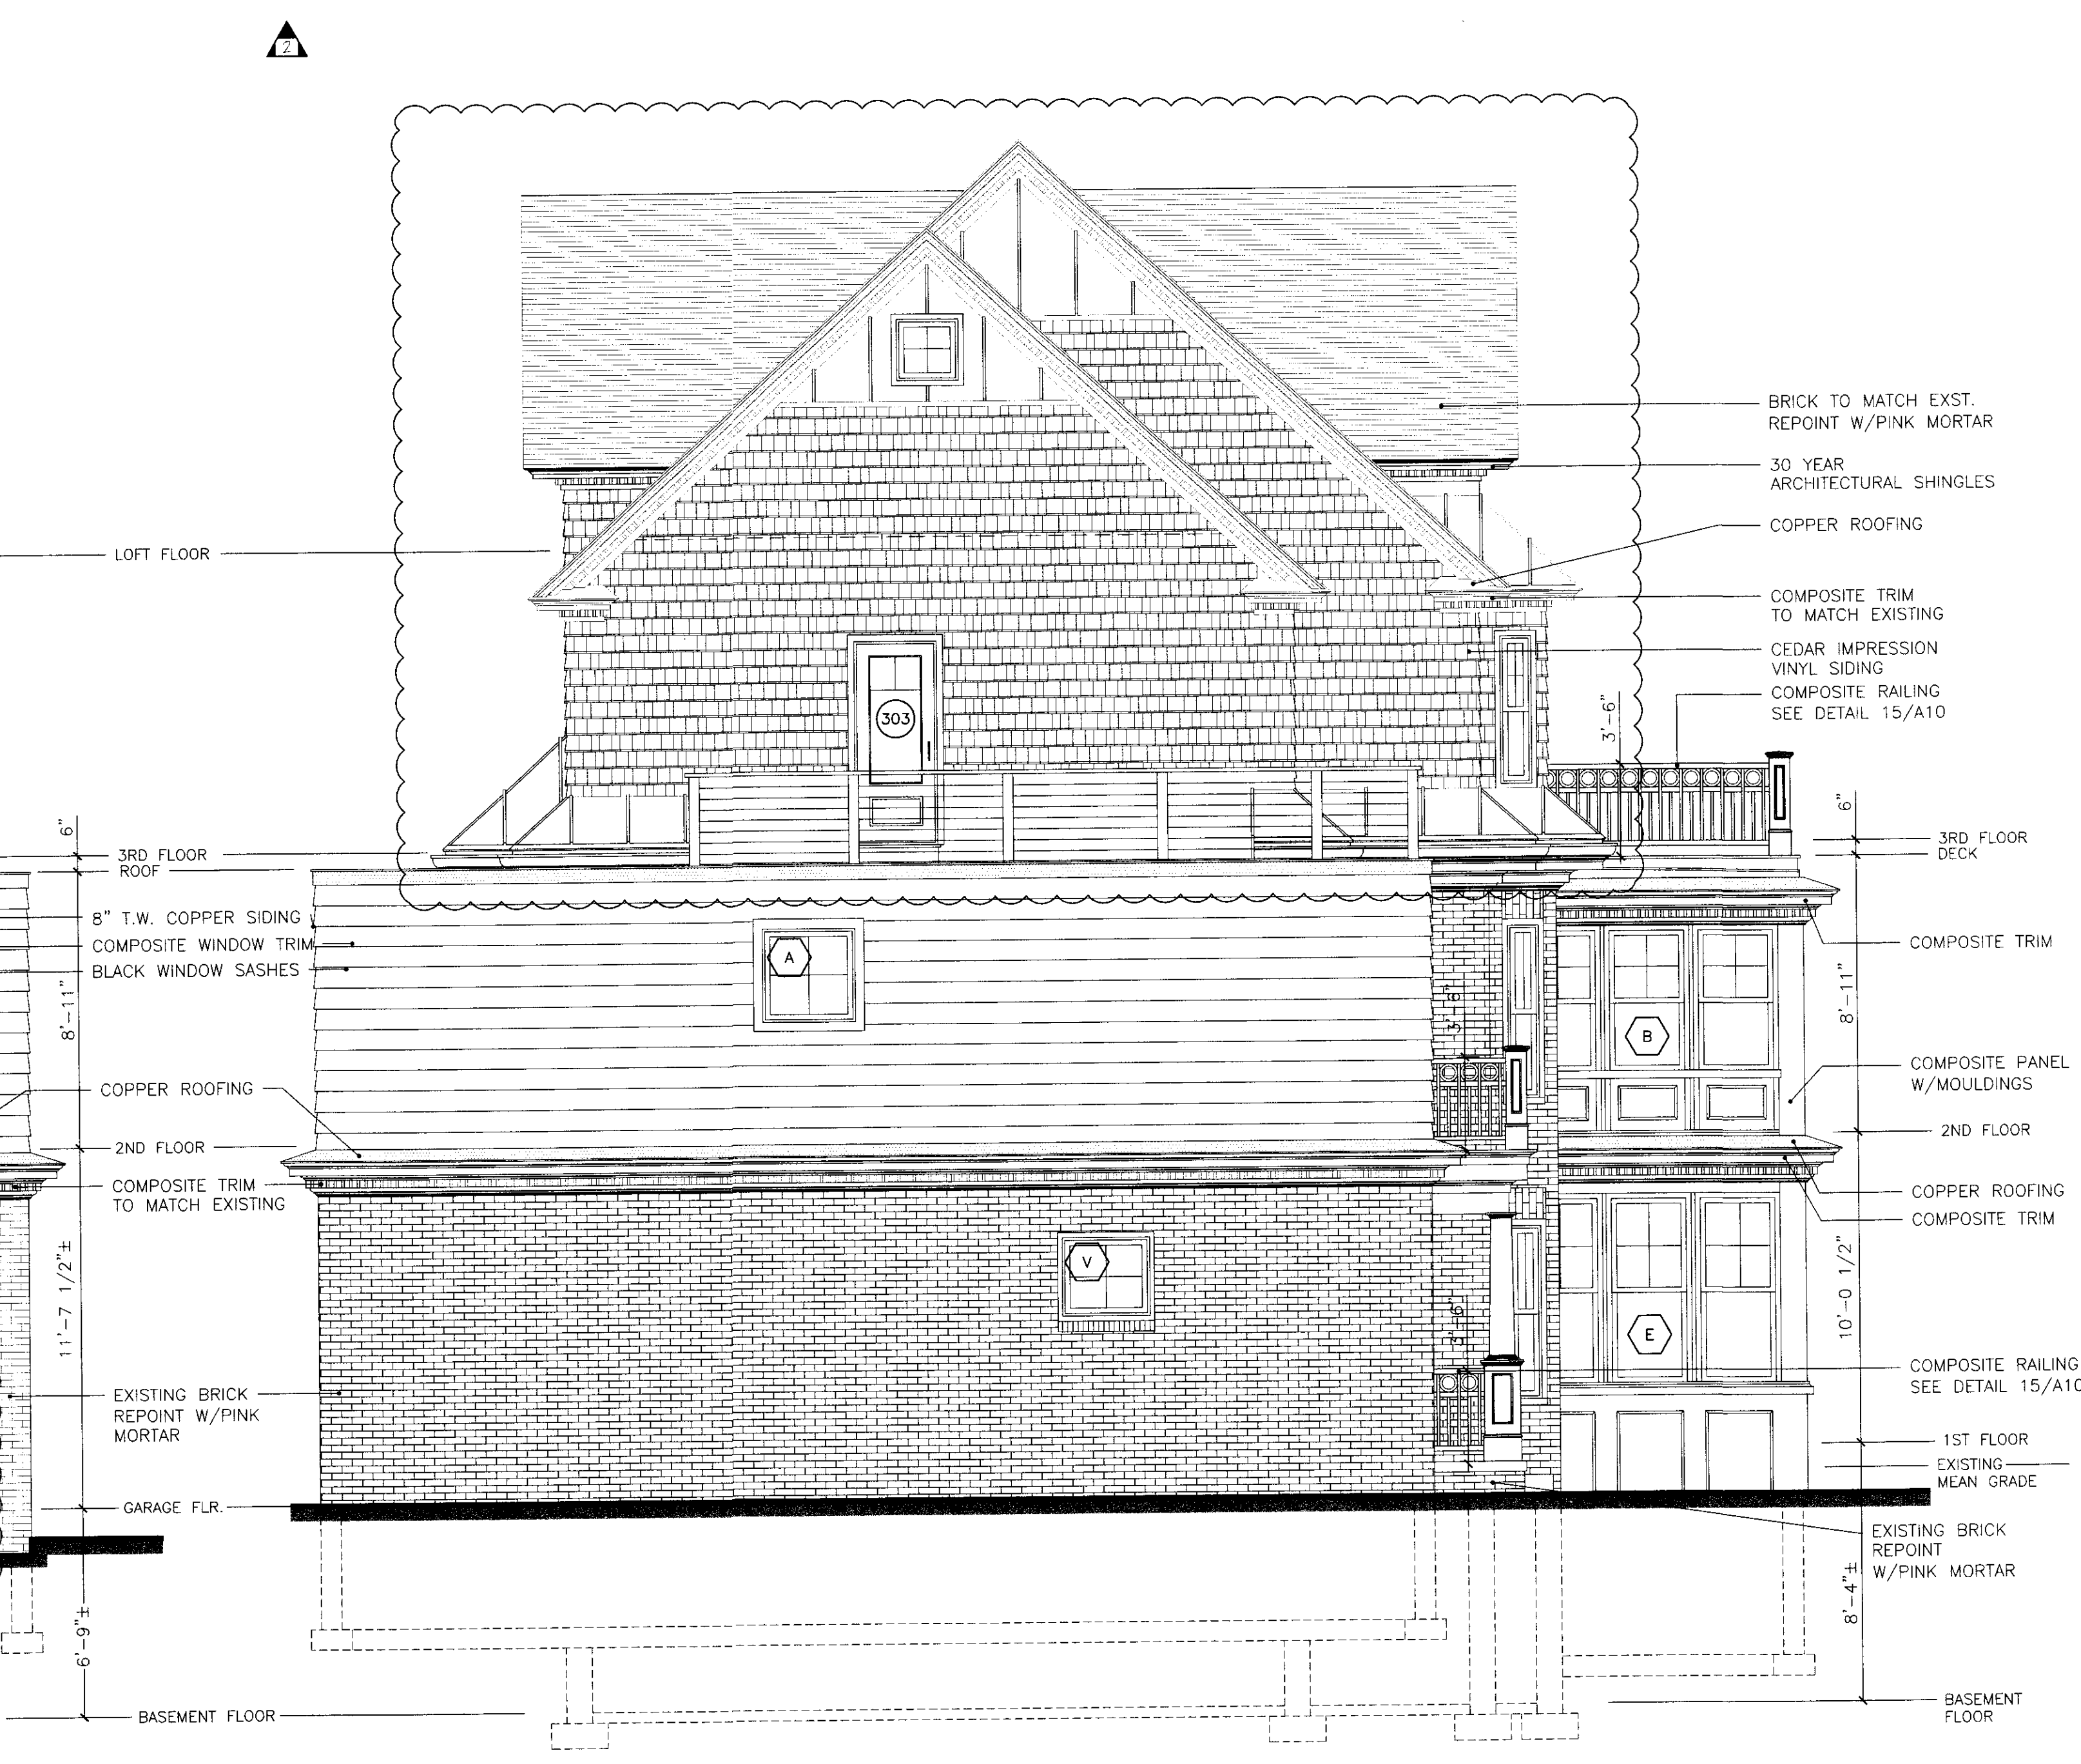 2
BRICK TO MATCH EXST.
REPOINT W/PINK MORTAR
30 YEAR
ARCHITECTURAL SHINGLES
COPPER ROOFING
LOFT FLOOR
COMPOSITE TRIM
TO MATCH EXISTING
CEDAR IMPRESSION
VINYL SIDING
COMPOSITE RAILING
SEE DETAIL 15/A10
303
3'-6"
6"
3RD FLOOR
ROOF
6"
3RD FLOOR
DECK
8" T.W. COPPER SIDING
COMPOSITE WINDOW TRIM
BLACK WINDOW SASHES
8'-11"
A
3'-6"
B
8'-11"
COMPOSITE TRIM
COMPOSITE PANEL
W/MOULDINGS
COPPER ROOFING
2ND FLOOR
2ND FLOOR
COMPOSITE TRIM
TO MATCH EXISTING
COPPER ROOFING
COMPOSITE TRIM
11'-7 1/2"±
V
3'-6"
E
10'-0 1/2"
EXISTING BRICK
REPOINT W/PINK
MORTAR
COMPOSITE RAILING
SEE DETAIL 15/A10
1ST FLOOR
EXISTING
MEAN GRADE
GARAGE FLR.
EXISTING BRICK
REPOINT
W/PINK MORTAR
6'-9"±
8'-4"±
BASEMENT FLOOR
BASEMENT
FLOOR